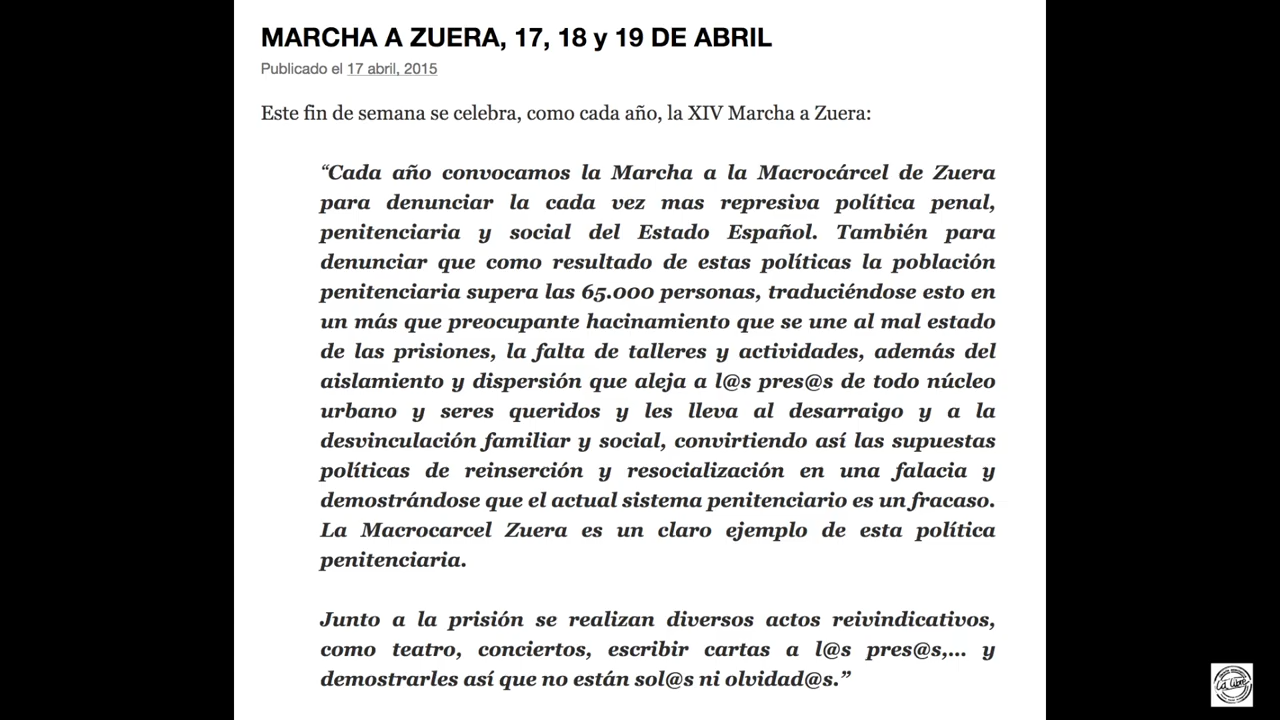 MARCHA A ZUERA, 17, 18 y 19 DE ABRIL
Publicado el 17 abril, 2015
Este fin de semana se celebra, como cada año, la XIV Marcha a Zuera:
“Cada año convocamos la Marcha a la Macrocárcel de Zuera
para denunciar la cada vez mas represiva política penal,
penitenciaria y social del Estado Español. También para
denunciar que como resultado de estas políticas la población
penitenciaria supera las 65.000 personas, traduciéndose esto en
un más que preocupante hacinamiento que se une al mal estado
de las prisiones, la falta de talleres y actividades, además del
aislamiento y dispersión que aleja a l@s pres@s de todo núcleo
urbano y seres queridos y les lleva al desarraigo y a la
desvinculación familiar y social, convirtiendo así las supuestas
políticas de reinserción y resocialización en una falacia y
demostrándose que el actual sistema penitenciario es un fracaso.
La Macrocarcel Zuera es un claro ejemplo de esta política
penitenciaria.
Junto a la prisión se realizan diversos actos reivindicativos,
como teatro, conciertos, escribir cartas a l@s pres@s,... y
demostrarles así que no están sol@s ni olvidad@s.”